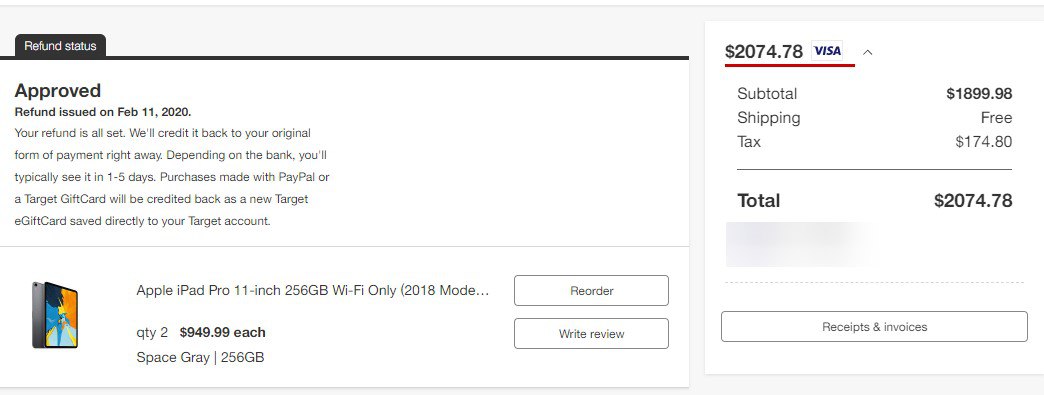 Refund status
Approved
Refund issued on Feb 11, 2020.
Your refund is all set. We'll credit it back to your original
form of payment right away. Depending on the bank, you'll
typically see it in 1-5 days. Purchases made with PayPal or
a Target GiftCard will be credited back as a new Target
eGiftCard saved directly to your Target account.
Apple iPad Pro 11-inch 256GB Wi-Fi Only (2018 Mode...
qty 2 $949.99 each
Space Gray | 256GB
Reorder
Write review
$2074.78 VISA
Subtotal $1899.98
Shipping Free
Tax $174.80
Total $2074.78
Receipts & invoices